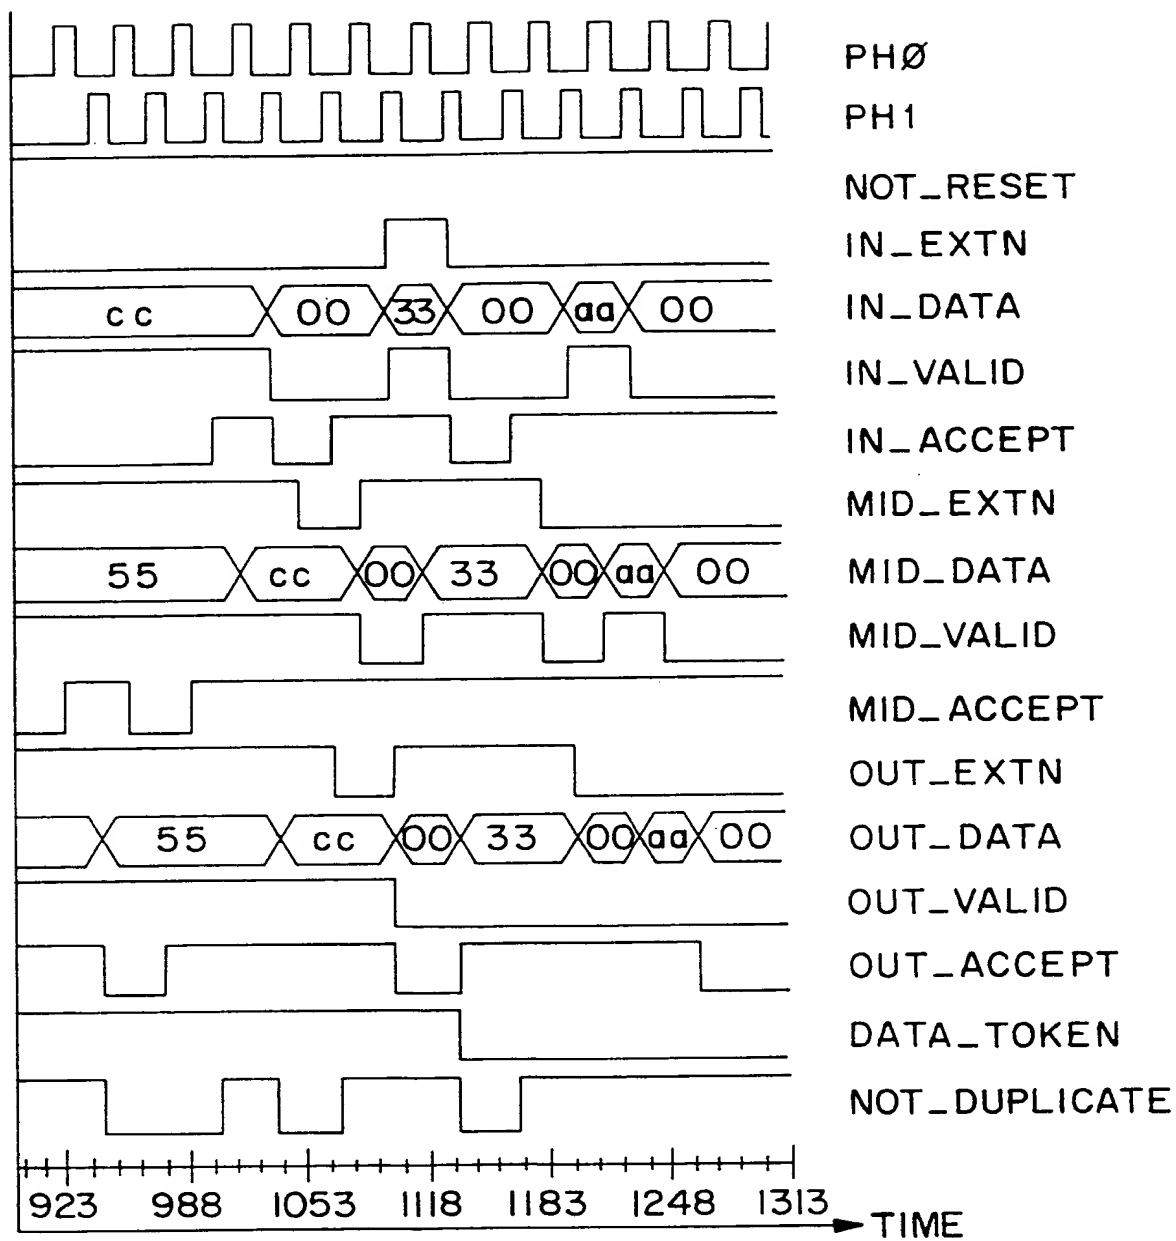 PHØ
PH1
NOT_RESET
IN_EXTN
cc 00 33 00 aa 00 IN_DATA
IN_VALID
IN_ACCEPT
MID_EXTN
55 cc 00 33 00 aa 00 MID_DATA
MID_VALID
MID_ACCEPT
OUT_EXTN
55 cc 00 33 00 aa 00 OUT_DATA
OUT_VALID
OUT_ACCEPT
DATA_TOKEN
NOT_DUPLICATE
923 988 1053 1118 1183 1248 1313
TIME